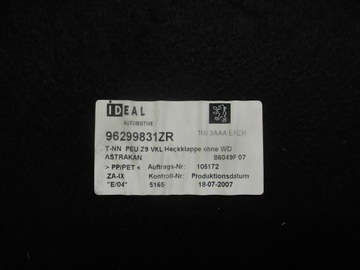 IDEAL
AUTOMOTIVE
96299831ZR
T-NN PEU Z9 VKL Heckklappe ohne WD
ASTRAKAN 86049F 07
> PP/PET < Auftrags-Nr: 105172
ZA-IX Kontroll-Nr: Produktionsdatum
"E/04" 5165 18-07-2007